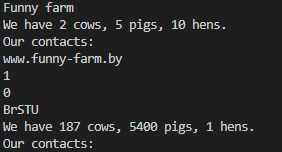 Funny farm
We have 2 cows, 5 pigs, 10 hens.
Our contacts:
www.funny-farm.by
1
0
BrSTU
We have 187 cows, 5400 pigs, 1 hens.
Our contacts: